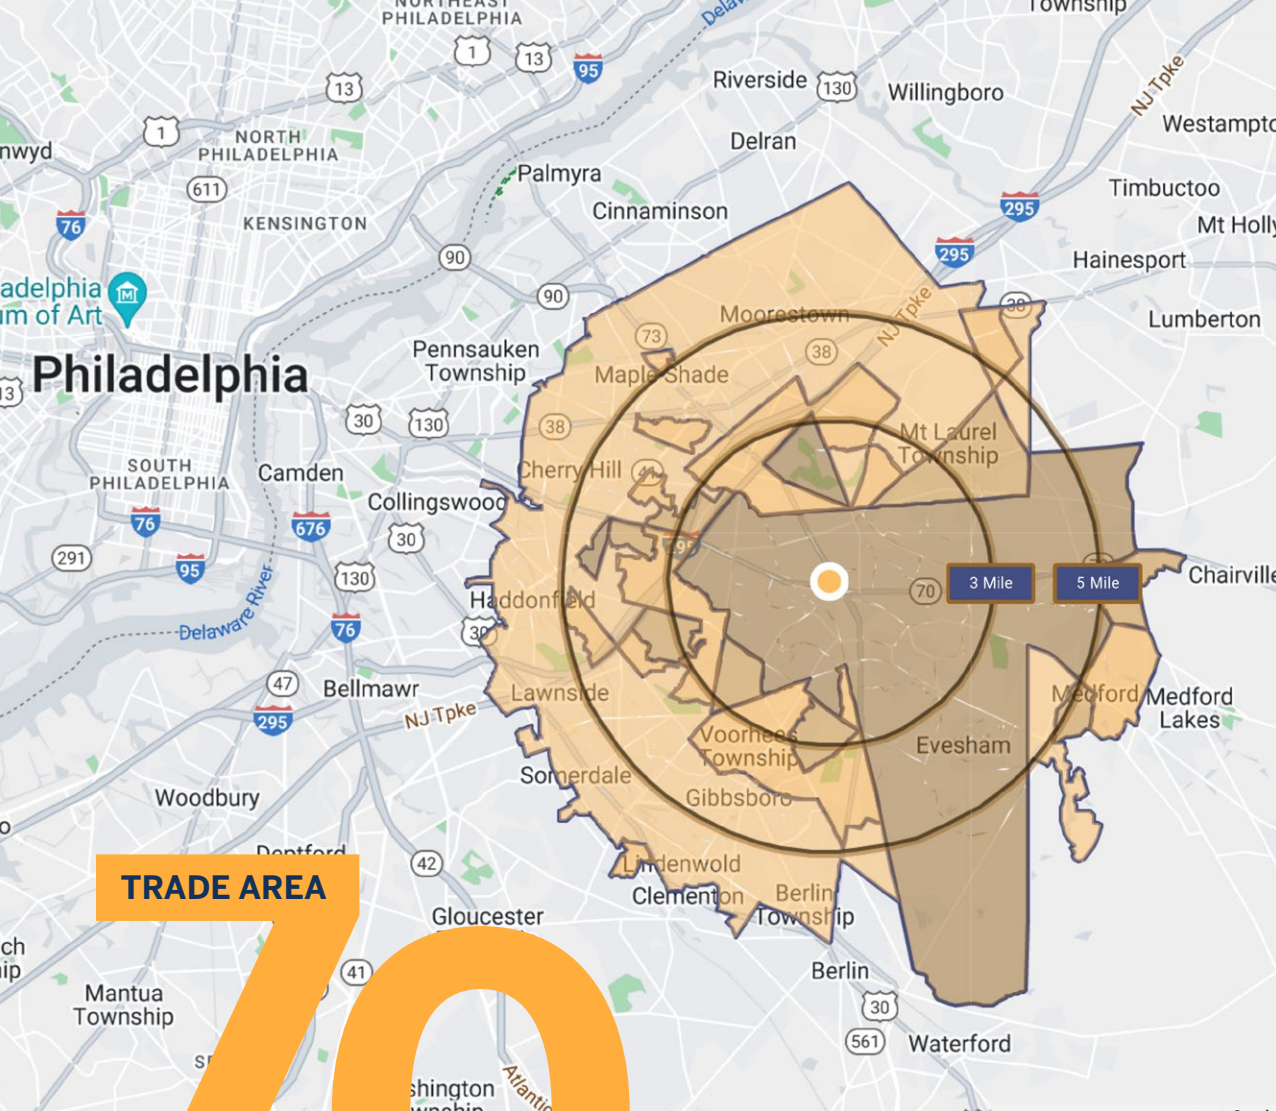 NORTHEAST
PHILADELPHIA
Township
1
13
95
13
Riverside
130
Willingboro
NJ Tpke
1
NORTH
PHILADELPHIA
Delran
Westampto
nwyd
611
Palmyra
Timbuctoo
Cinnaminson
295
76
KENSINGTON
Mt Holly
90
295
Hainesport
adelphia
um of Art
90
NJ Tpke
38
Moorestown
Lumberton
73
38
Pennsauken
Township
Philadelphia
Maple Shade
13
30
130
38
Mt Laurel
Township
SOUTH
PHILADELPHIA
Camden
Cherry Hill
41
Collingswood
76
676
30
295
291
95
130
70
3 Mile
5 Mile
Chairville
Haddonfield
Delaware River
76
30
47
Bellmawr
Lawnside
Medford
Medford
Lakes
295
NJ Tpke
Voorhees
Township
Evesham
Somerdale
Woodbury
Gibbsboro
Deptford
42
Lindenwold
TRADE AREA
Clementon
Berlin
Township
Gloucester
70
41
Berlin
Mantua
Township
30
561
Waterford
shington
Atlantic